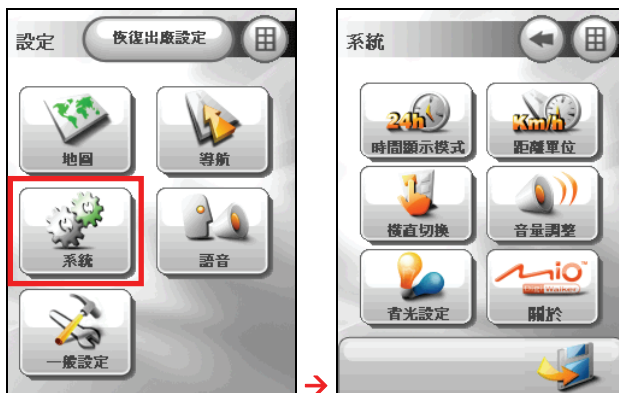 設定
恢復出廠設定
地圖
導航
系統
語音
一般設定
系統
24h
Km/h
時間顯示模式
距離單位
橫直切換
音量調整
Mio
DigiWalker
背光設定
關於